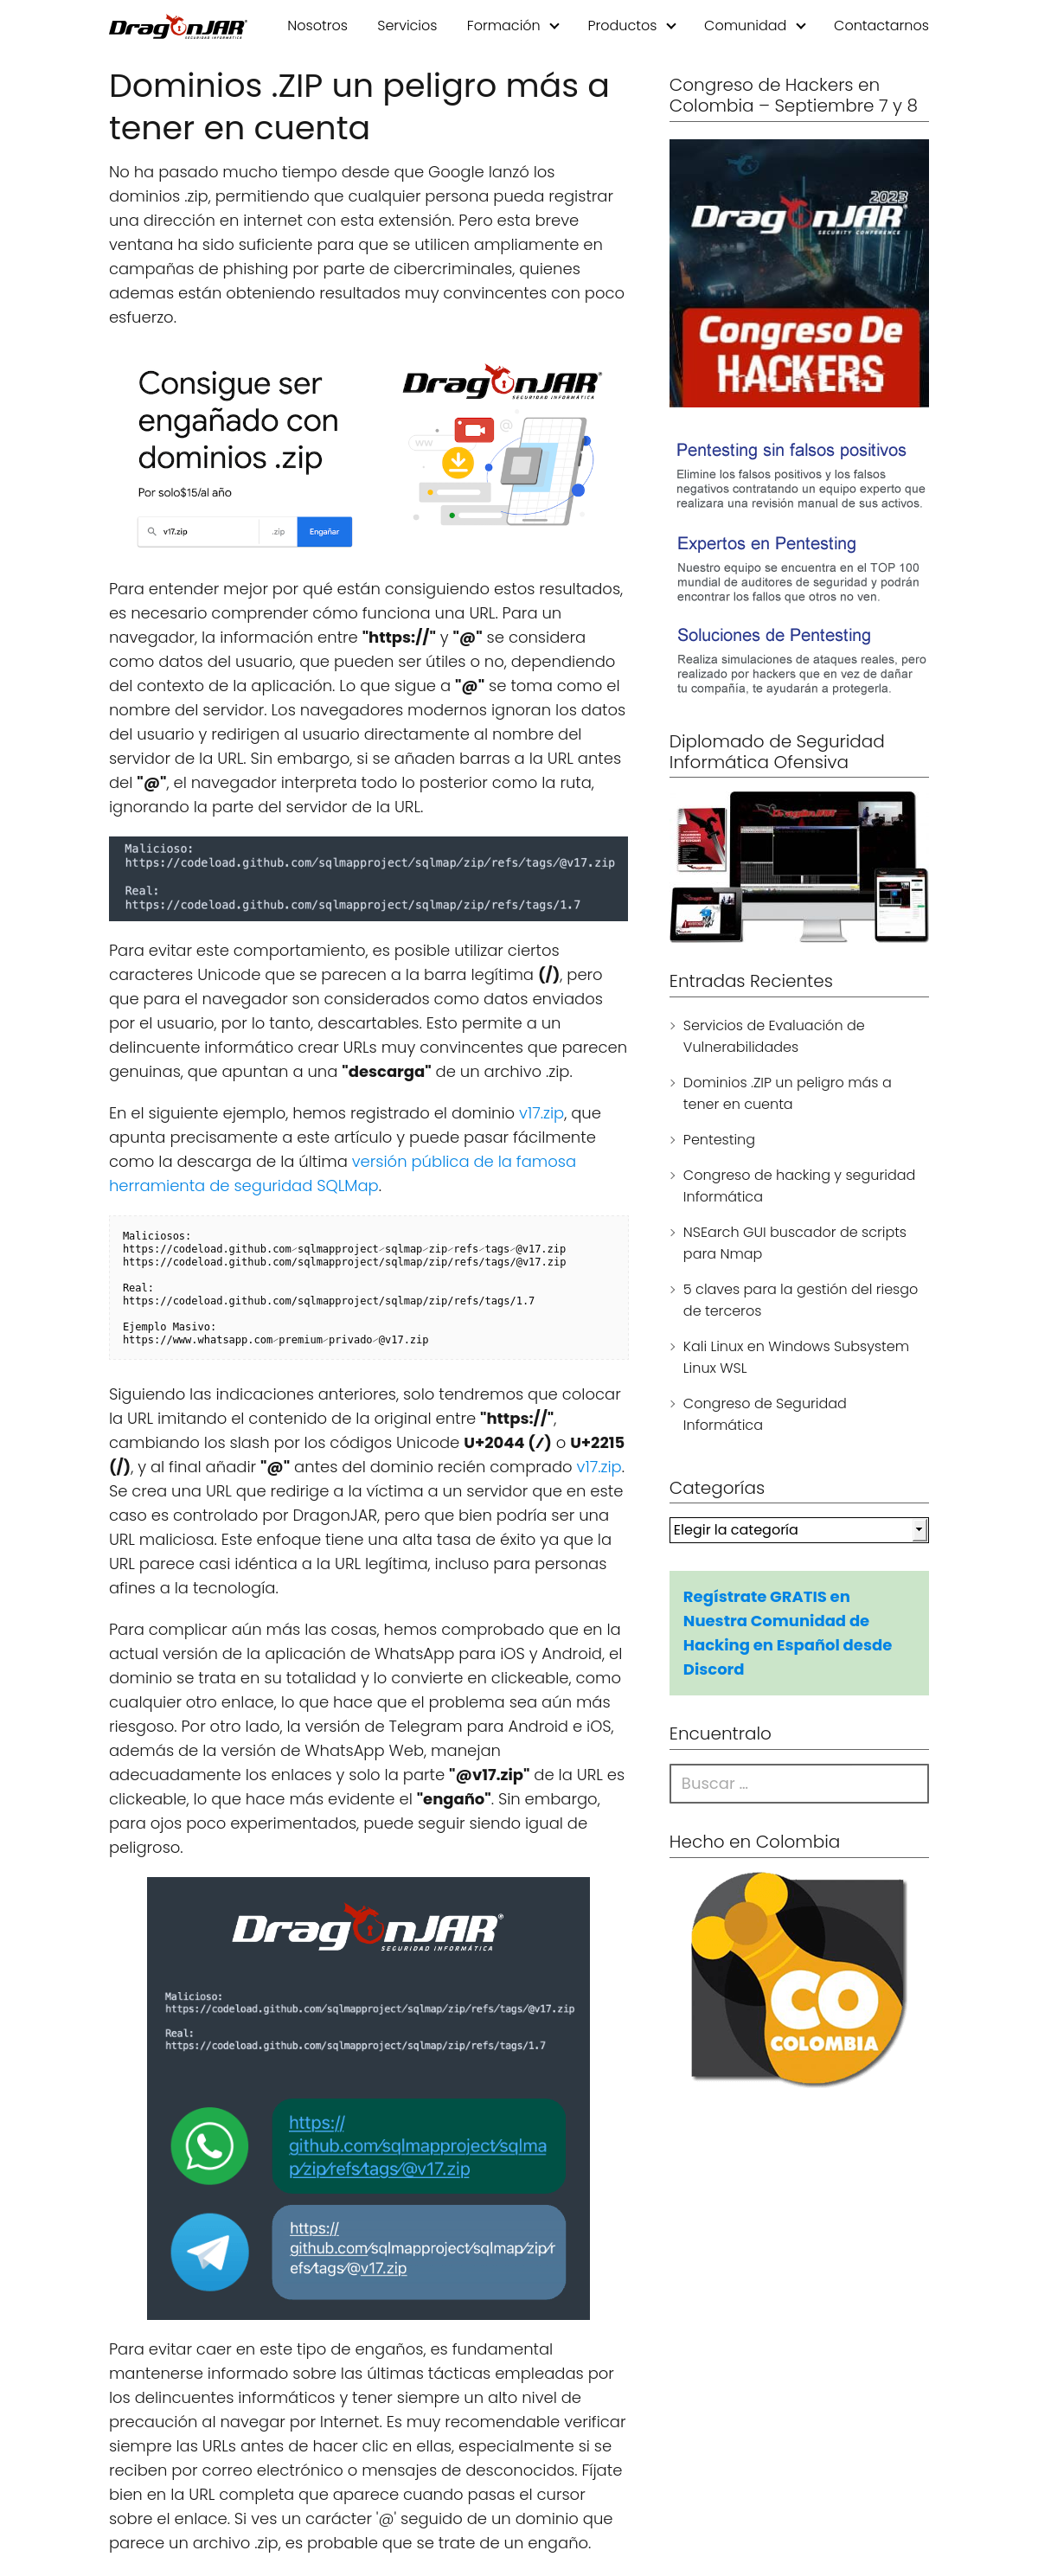 DragonJAR
SEGURIDAD INFORMÁTICA
Nosotros
Servicios
Formación
Productos
Comunidad
Contactarnos
Dominios .ZIP un peligro más a
tener en cuenta
No ha pasado mucho tiempo desde que Google lanzó los
dominios .zip, permitiendo que cualquier persona pueda registrar
una dirección en internet con esta extensión. Pero esta breve
ventana ha sido suficiente para que se utilicen ampliamente en
campañas de phishing por parte de cibercriminales, quienes
ademas están obteniendo resultados muy convincentes con poco
esfuerzo.
Consigue ser
engañado con
dominios .zip
Por solo$15/al año
v17.zip
.zip
Engañar
DragonJAR
SEGURIDAD INFORMÁTICA
ww
@
Para entender mejor por qué están consiguiendo estos resultados,
es necesario comprender cómo funciona una URL. Para un
navegador, la información entre "https://" y "@" se considera
como datos del usuario, que pueden ser útiles o no, dependiendo
del contexto de la aplicación. Lo que sigue a "@" se toma como el
nombre del servidor. Los navegadores modernos ignoran los datos
del usuario y redirigen al usuario directamente al nombre del
servidor de la URL. Sin embargo, si se añaden barras a la URL antes
del "@", el navegador interpreta todo lo posterior como la ruta,
ignorando la parte del servidor de la URL.
Malicioso:
https://codeload.github.com∕sqlmapproject∕sqlmap∕zip∕refs∕tags∕@v17.zip
Real:
https://codeload.github.com/sqlmapproject/sqlmap/zip/refs/tags/1.7
Para evitar este comportamiento, es posible utilizar ciertos
caracteres Unicode que se parecen a la barra legítima (/), pero
que para el navegador son considerados como datos enviados
por el usuario, por lo tanto, descartables. Esto permite a un
delincuente informático crear URLs muy convincentes que parecen
genuinas, que apuntan a una "descarga" de un archivo .zip.
En el siguiente ejemplo, hemos registrado el dominio v17.zip, que
apunta precisamente a este artículo y puede pasar fácilmente
como la descarga de la última versión pública de la famosa
herramienta de seguridad SQLMap.
Maliciosos:
https://codeload.github.com⁄sqlmapproject⁄sqlmap⁄zip⁄refs⁄tags⁄@v17.zip
https://codeload.github.com∕sqlmapproject∕sqlmap∕zip∕refs∕tags∕@v17.zip
Real:
https://codeload.github.com/sqlmapproject/sqlmap/zip/refs/tags/1.7
Ejemplo Masivo:
https://www.whatsapp.com⁄premium⁄privado⁄@v17.zip
Siguiendo las indicaciones anteriores, solo tendremos que colocar
la URL imitando el contenido de la original entre "https://",
cambiando los slash por los códigos Unicode U+2044 (⁄) o U+2215
(∕), y al final añadir "@" antes del dominio recién comprado v17.zip.
Se crea una URL que redirige a la víctima a un servidor que en este
caso es controlado por DragonJAR, pero que bien podría ser una
URL maliciosa. Este enfoque tiene una alta tasa de éxito ya que la
URL parece casi idéntica a la URL legítima, incluso para personas
afines a la tecnología.
Para complicar aún más las cosas, hemos comprobado que en la
actual versión de la aplicación de WhatsApp para iOS y Android, el
dominio se trata en su totalidad y lo convierte en clickeable, como
cualquier otro enlace, lo que hace que el problema sea aún más
riesgoso. Por otro lado, la versión de Telegram para Android e iOS,
además de la versión de WhatsApp Web, manejan
adecuadamente los enlaces y solo la parte "@v17.zip" de la URL es
clickeable, lo que hace más evidente el "engaño". Sin embargo,
para ojos poco experimentados, puede seguir siendo igual de
peligroso.
DragonJAR
SEGURIDAD INFORMÁTICA
Malicioso:
https://codeload.github.com∕sqlmapproject∕sqlmap∕zip∕refs∕tags∕@v17.zip
Real:
https://codeload.github.com/sqlmapproject/sqlmap/zip/refs/tags/1.7
https://
github.com⁄sqlmapproject⁄sqlma
p⁄zip⁄refs⁄tags⁄@v17.zip
https://
github.com⁄sqlmapproject⁄sqlmap⁄zip⁄r
efs⁄tags⁄@v17.zip
Para evitar caer en este tipo de engaños, es fundamental
mantenerse informado sobre las últimas tácticas empleadas por
los delincuentes informáticos y tener siempre un alto nivel de
precaución al navegar por Internet. Es muy recomendable verificar
siempre las URLs antes de hacer clic en ellas, especialmente si se
reciben por correo electrónico o mensajes de desconocidos. Fíjate
bien en la URL completa que aparece cuando pasas el cursor
sobre el enlace. Si ves un carácter '@' seguido de un dominio que
parece un archivo .zip, es probable que se trate de un engaño.
Congreso de Hackers en
Colombia – Septiembre 7 y 8
2023
DragonJAR
SECURITY CONFERENCE
Congreso De
HACKERS
Pentesting sin falsos positivos
Elimine los falsos positivos y los falsos
negativos contratando un equipo experto que
realizara una revisión manual de sus activos.
Expertos en Pentesting
Nuestro equipo se encuentra en el TOP 100
mundial de auditores de seguridad y podrán
encontrar los fallos que otros no ven.
Soluciones de Pentesting
Realiza simulaciones de ataques reales, pero
realizado por hackers que en vez de dañar
tu compañía, te ayudarán a protegerla.
Diplomado de Seguridad
Informática Ofensiva
Entradas Recientes
Servicios de Evaluación de
Vulnerabilidades
Dominios .ZIP un peligro más a
tener en cuenta
Pentesting
Congreso de hacking y seguridad
Informática
NSEarch GUI buscador de scripts
para Nmap
5 claves para la gestión del riesgo
de terceros
Kali Linux en Windows Subsystem
Linux WSL
Congreso de Seguridad
Informática
Categorías
Elegir la categoría
Regístrate GRATIS en
Nuestra Comunidad de
Hacking en Español desde
Discord
Encuentralo
Buscar ...
Hecho en Colombia
CO
COLOMBIA